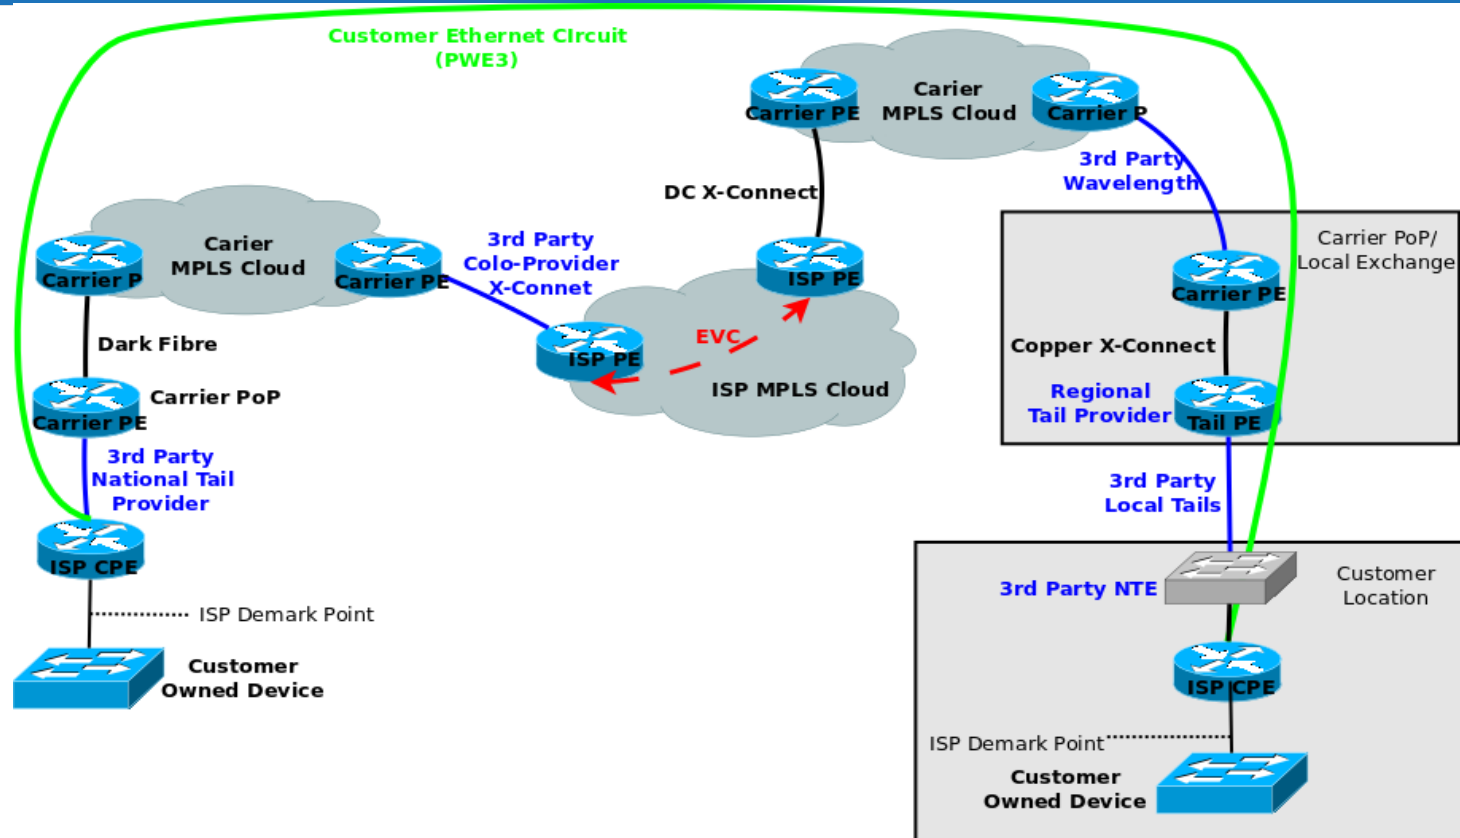 Customer Ethernet CIrcuit
(PWE3)
Carrier PE
Carier
MPLS Cloud
Carrier P
3rd Party
Wavelength
DC X-Connect
Carrier P
Carier
MPLS Cloud
Carrier PE
3rd Party
Colo-Provider
X-Connet
ISP PE
ISP PE
EVC
ISP MPLS Cloud
Carrier PoP/
Local Exchange
Carrier PE
Copper X-Connect
Regional
Tail Provider
Tail PE
Dark Fibre
Carrier PoP
Carrier PE
3rd Party
National Tail
Provider
ISP CPE
ISP Demark Point
Customer
Owned Device
3rd Party
Local Tails
3rd Party NTE
Customer
Location
ISP CPE
ISP Demark Point
Customer
Owned Device